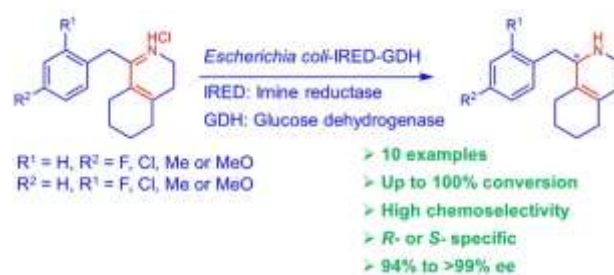 R¹
NHCl
R²
Escherichia coli-IRED-GDH
IRED: Imine reductase
GDH: Glucose dehydrogenase
R¹
H
N
*
R²
R¹ = H, R² = F, Cl, Me or MeO
R² = H, R¹ = F, Cl, Me or MeO
➢ 10 examples
➢ Up to 100% conversion
➢ High chemoselectivity
➢ R- or S- specific
➢ 94% to >99% ee